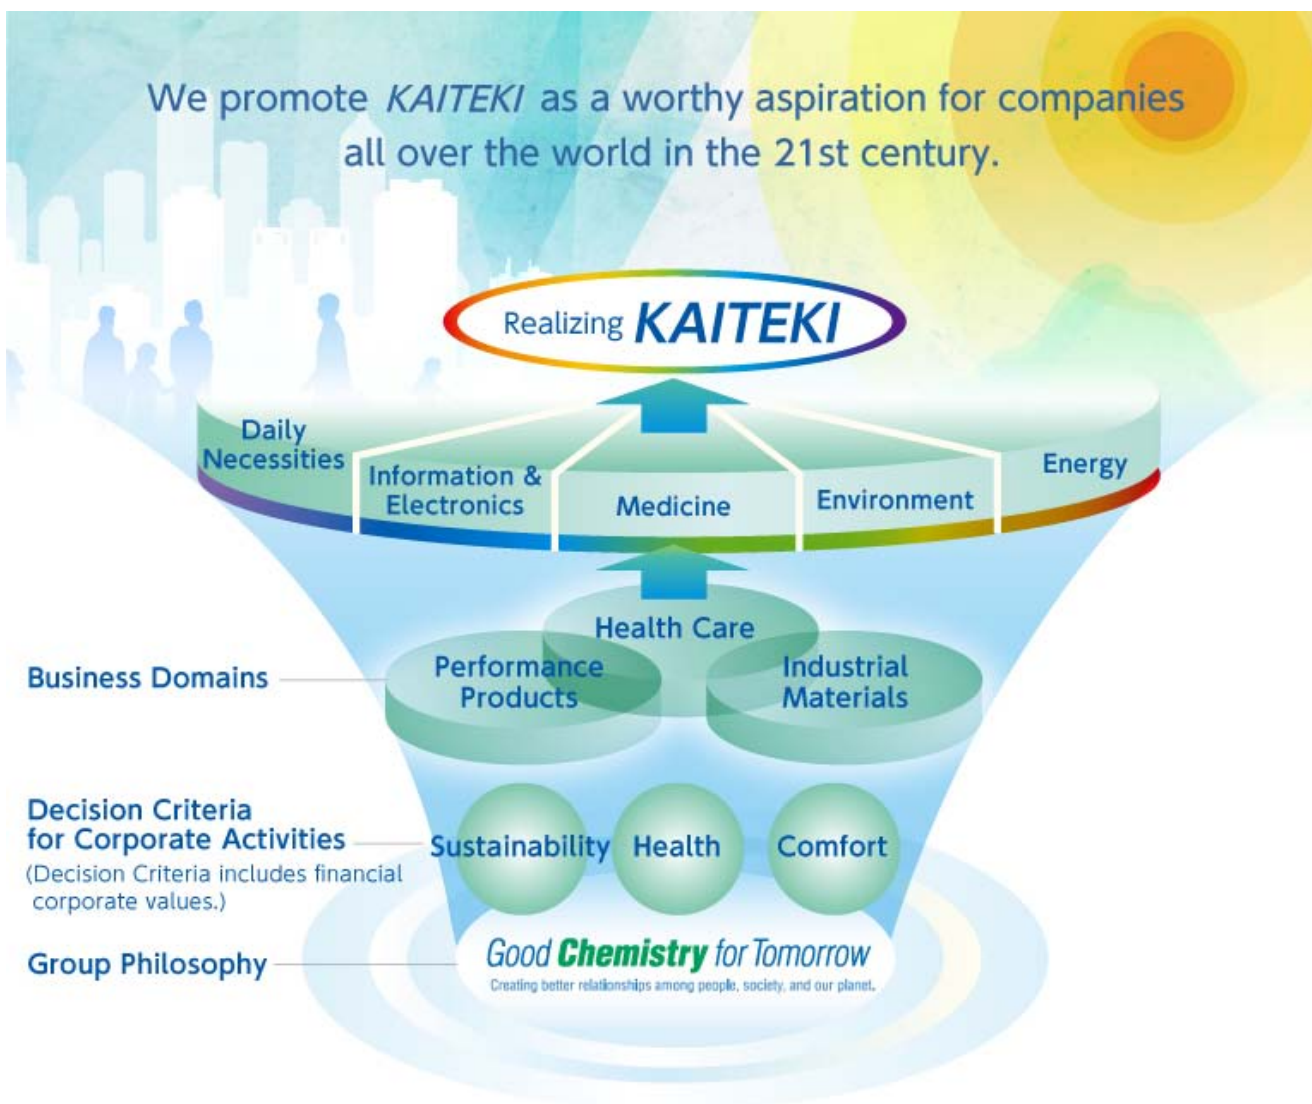 We promote KAITEKI as a worthy aspiration for companies
all over the world in the 21st century.
Realizing KAITEKI
Daily
Necessities
Information &
Electronics
Medicine
Environment
Energy
Health Care
Performance
Products
Industrial
Materials
Business Domains
Decision Criteria
for Corporate Activities
(Decision Criteria includes financial
corporate values.)
Sustainability
Health
Comfort
Group Philosophy
Good Chemistry for Tomorrow
Creating better relationships among people, society, and our planet.